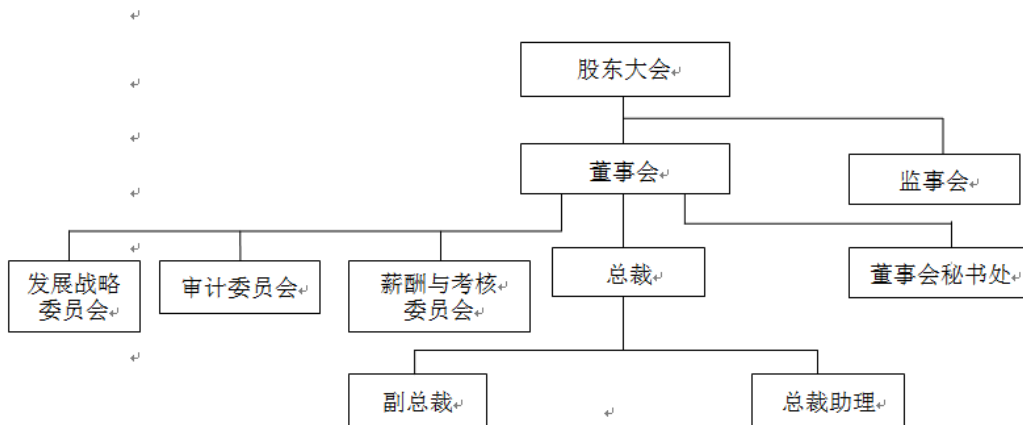 股东大会
董事会
监事会
发展战略
委员会
审计委员会
薪酬与考核
委员会
总裁
董事会秘书处
副总裁
总裁助理